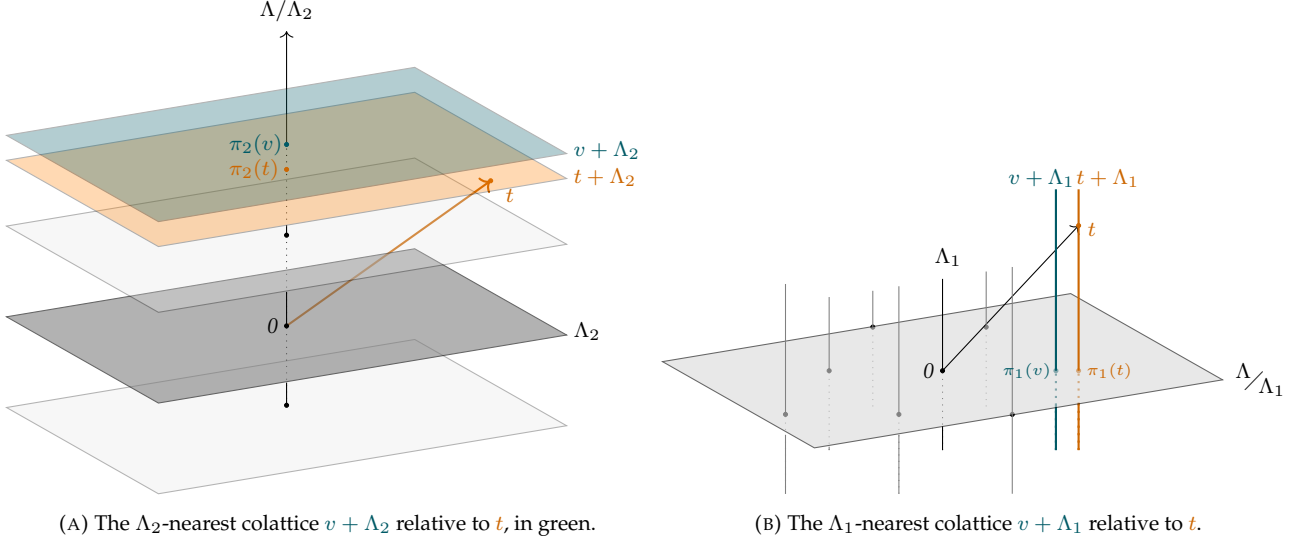 Λ/Λ₂
π₂(v)
π₂(t)
v + Λ₂
t + Λ₂
t
0
Λ₂
(A) The Λ₂-nearest colattice v + Λ₂ relative to t, in green.
v + Λ₁ t + Λ₁
t
Λ₁
0
π₁(v)
π₁(t)
Λ/Λ₁
(B) The Λ₁-nearest colattice v + Λ₁ relative to t.